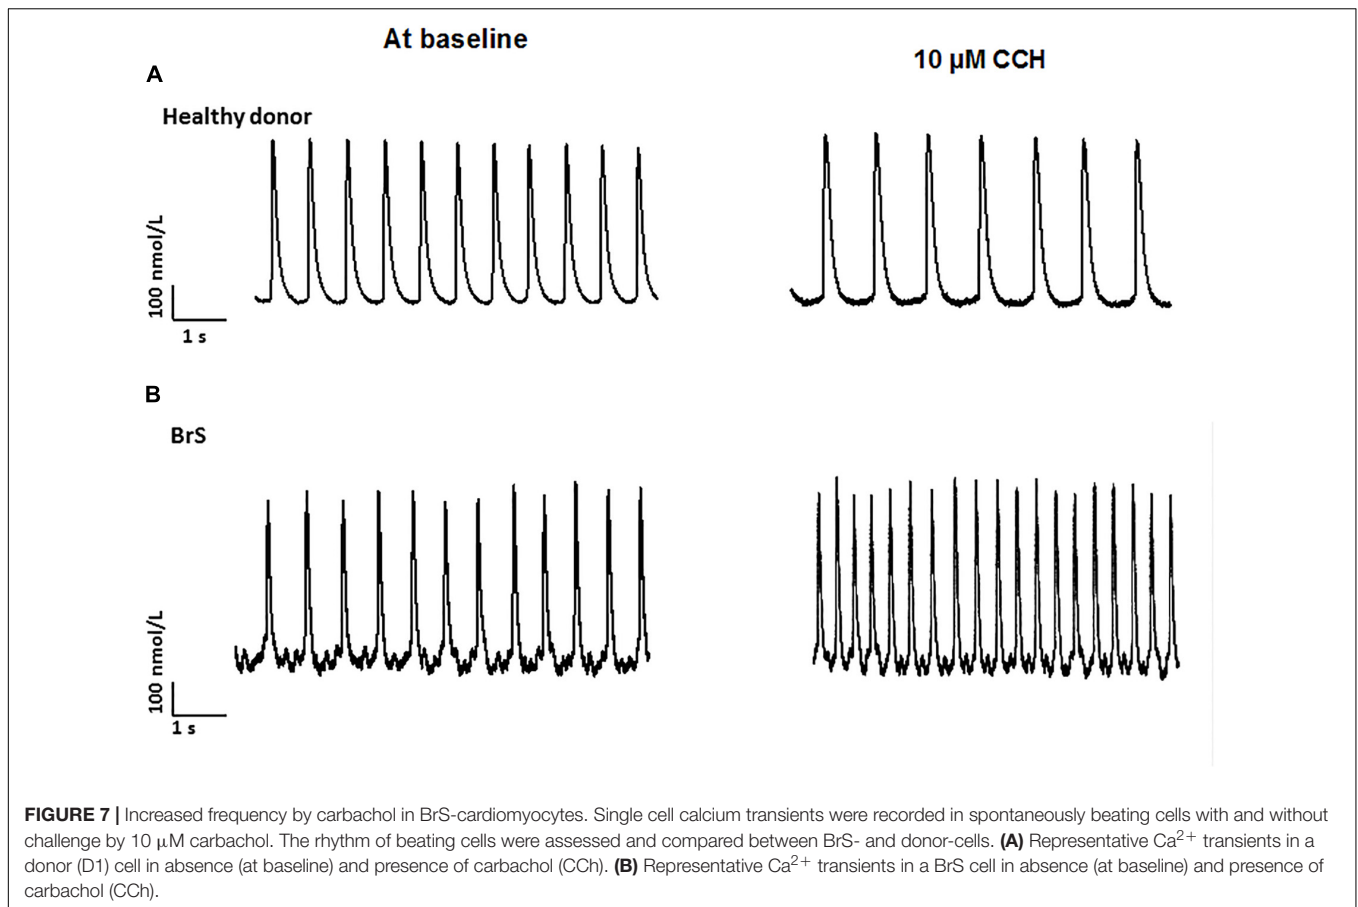 At baseline
10 µM CCH
A
Healthy donor
100 nmol/L
1 s
B
BrS
100 nmol/L
1 s
FIGURE 7 | Increased frequency by carbachol in BrS-cardiomyocytes. Single cell calcium transients were recorded in spontaneously beating cells with and without
challenge by 10 µM carbachol. The rhythm of beating cells were assessed and compared between BrS- and donor-cells. (A) Representative Ca²⁺ transients in a
donor (D1) cell in absence (at baseline) and presence of carbachol (CCh). (B) Representative Ca²⁺ transients in a BrS cell in absence (at baseline) and presence of
carbachol (CCh).